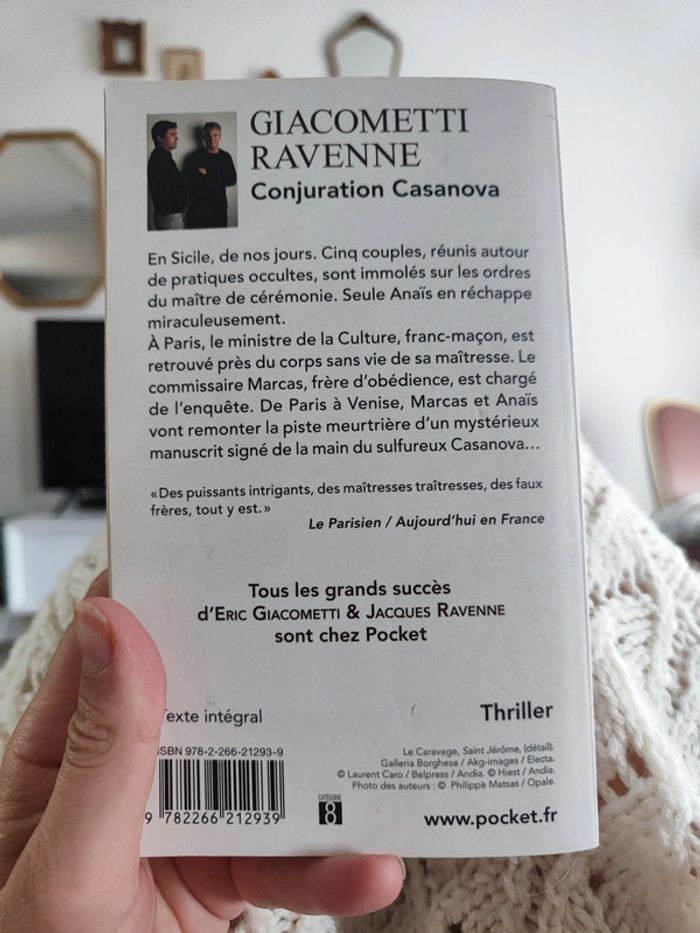 GIACOMETTI
RAVENNE
Conjuration Casanova
En Sicile, de nos jours. Cinq couples, réunis autour
de pratiques occultes, sont immolés sur les ordres
du maître de cérémonie. Seule Anaïs en réchappe
miraculeusement.
À Paris, le ministre de la Culture, franc-maçon, est
retrouvé près du corps sans vie de sa maîtresse. Le
commissaire Marcas, frère d'obédience, est chargé
de l'enquête. De Paris à Venise, Marcas et Anaïs
vont remonter la piste meurtrière d'un mystérieux
manuscrit signé de la main du sulfureux Casanova...
« Des puissants intrigants, des maîtresses traîtresses, des faux
frères, tout y est. »
Le Parisien / Aujourd'hui en France
Tous les grands succès
d'ERIC GIACOMETTI & JACQUES RAVENNE
sont chez Pocket
Texte intégral
Thriller
ISBN 978-2-266-21293-9
Le Caravage, Saint Jérôme, (détail).
Galleria Borghese / Akg-images / Electa.
© Laurent Caro / Belpress / Andia. © Hiest / Andia.
Photo des auteurs : © Philippe Matsas / Opale.
9 782266 212939
CATÉGORIE
8
www.pocket.fr